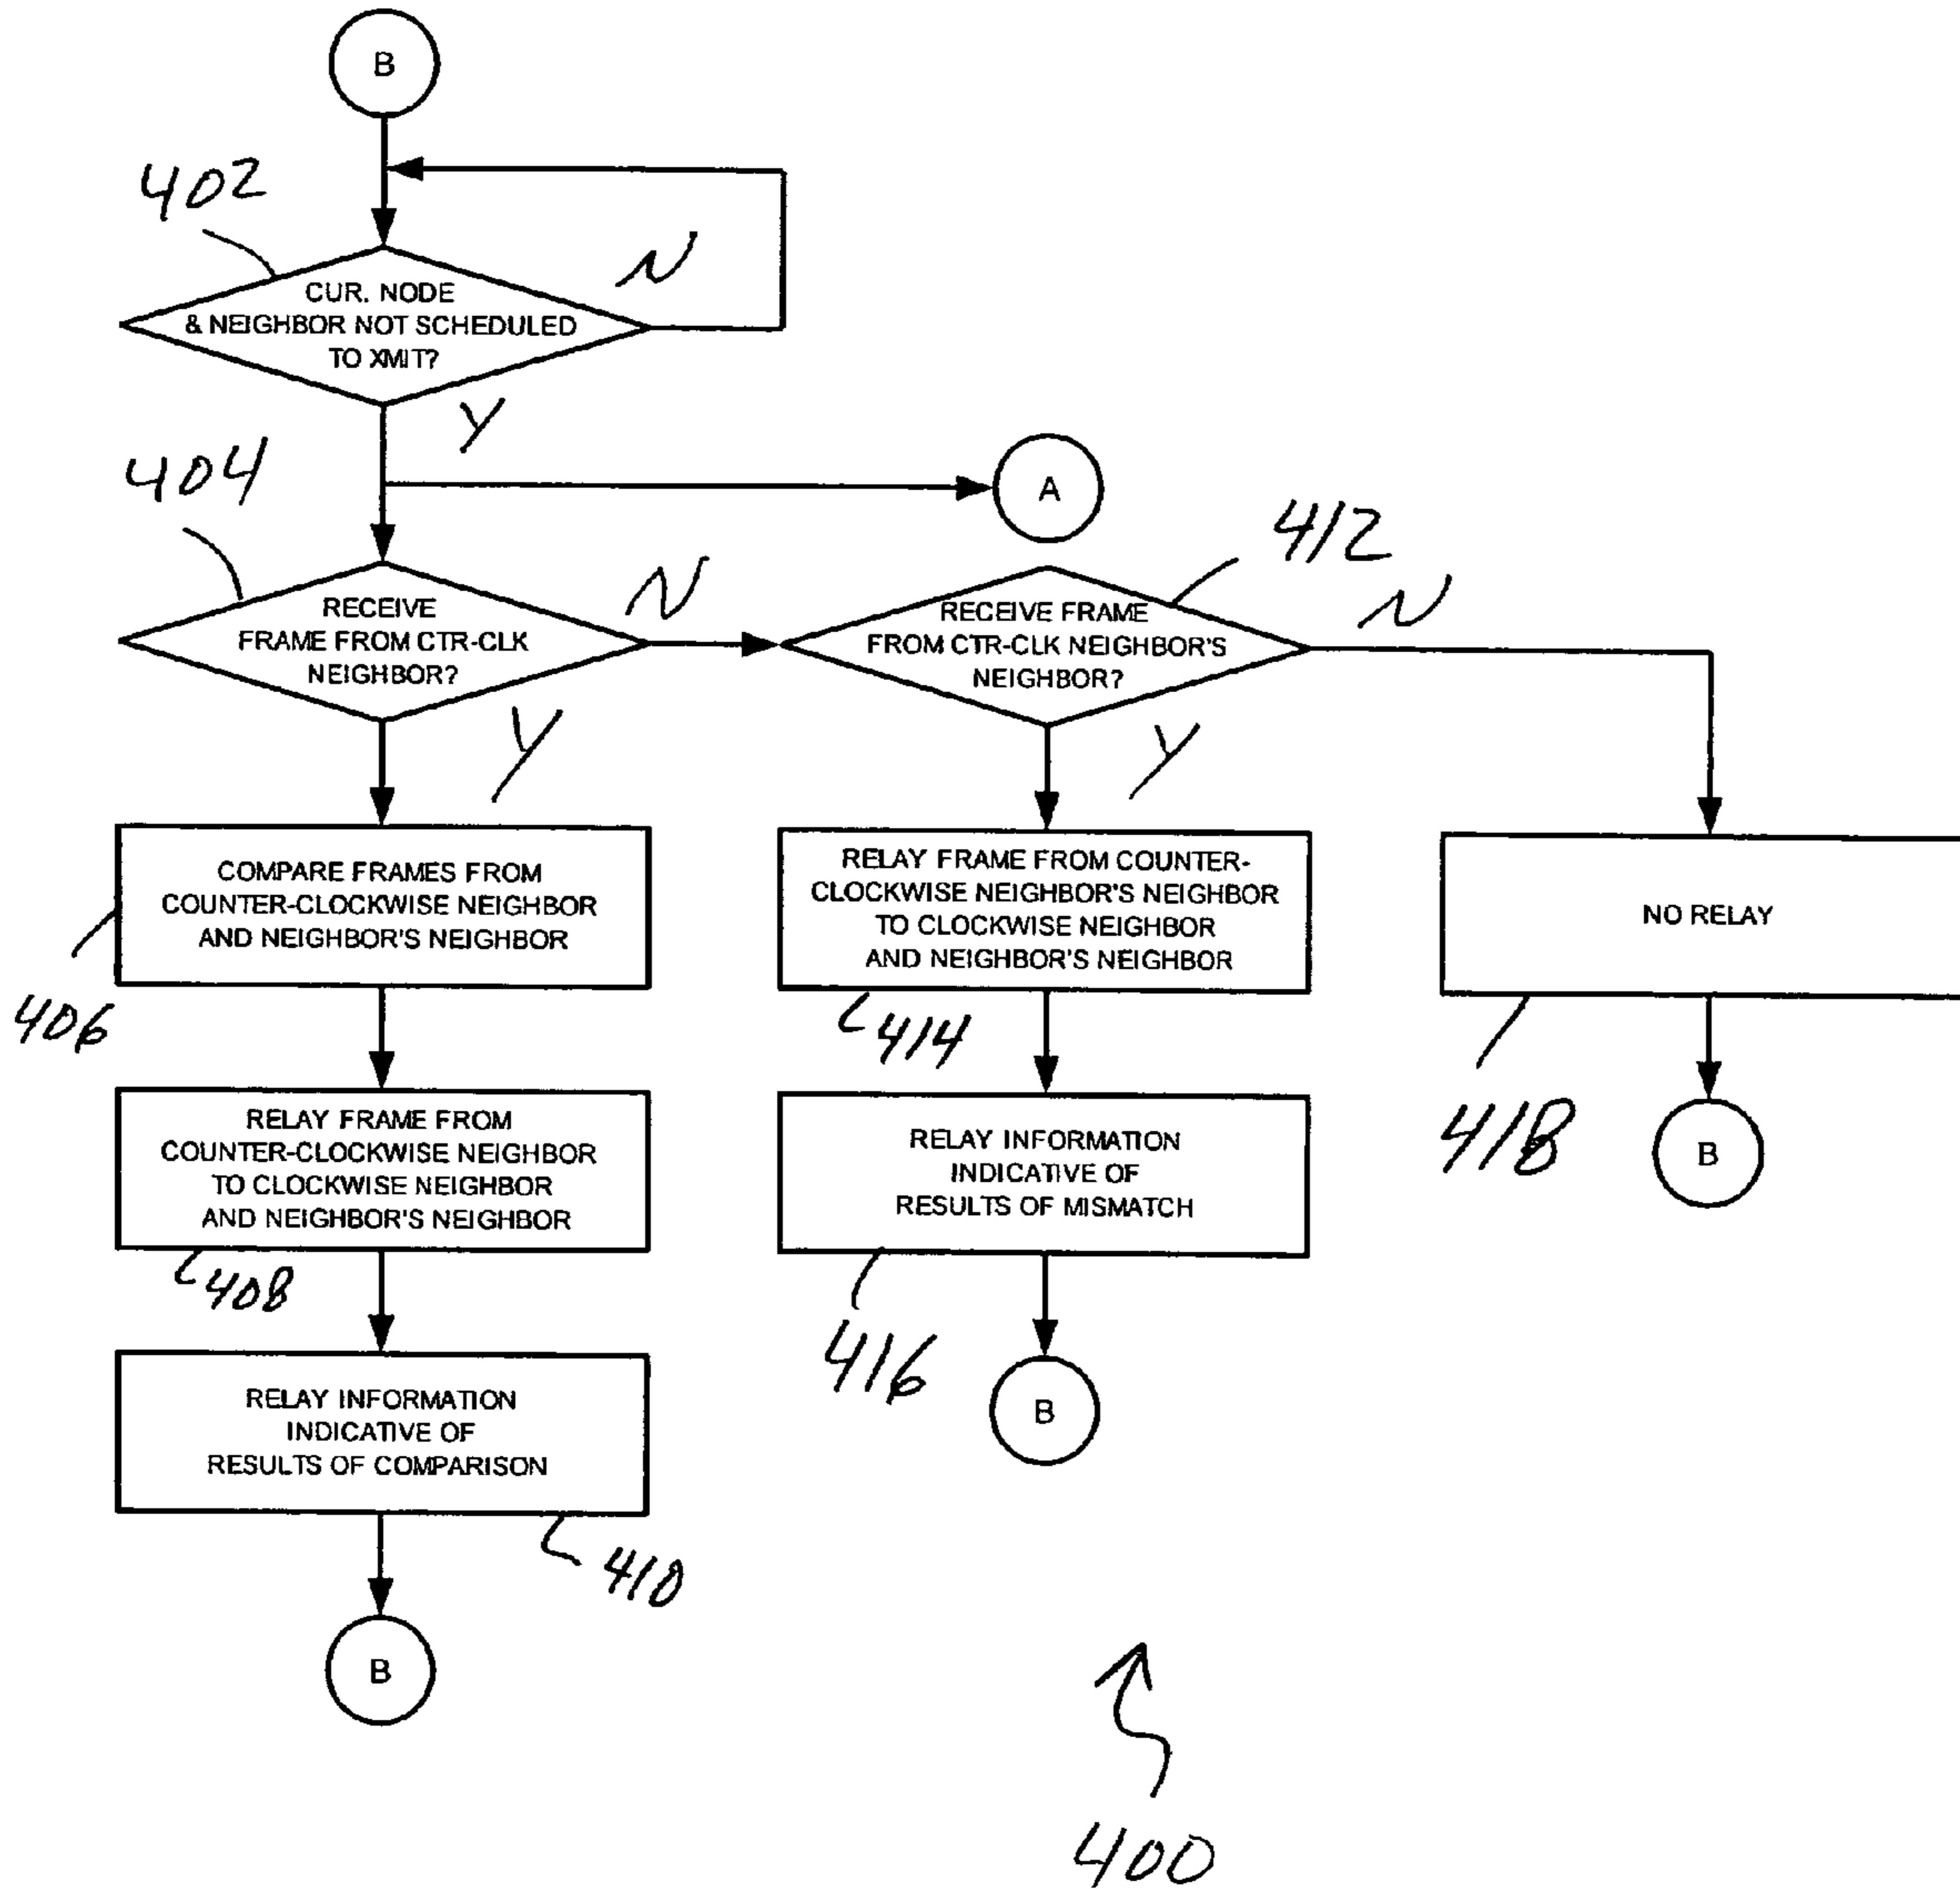 B
402
N
CUR. NODE
& NEIGHBOR NOT SCHEDULED
TO XMIT?
Y
404
A
412
N
N
RECEIVE
FRAME FROM CTR-CLK
NEIGHBOR?
RECEIVE FRAME
FROM CTR-CLK NEIGHBOR'S
NEIGHBOR?
Y
Y
COMPARE FRAMES FROM
COUNTER-CLOCKWISE NEIGHBOR
AND NEIGHBOR'S NEIGHBOR
406
RELAY FRAME FROM COUNTER-
CLOCKWISE NEIGHBOR'S NEIGHBOR
TO CLOCKWISE NEIGHBOR
AND NEIGHBOR'S NEIGHBOR
414
NO RELAY
418
B
RELAY FRAME FROM
COUNTER-CLOCKWISE NEIGHBOR
TO CLOCKWISE NEIGHBOR
AND NEIGHBOR'S NEIGHBOR
408
RELAY INFORMATION
INDICATIVE OF
RESULTS OF MISMATCH
416
B
RELAY INFORMATION
INDICATIVE OF
RESULTS OF COMPARISON
410
B
400